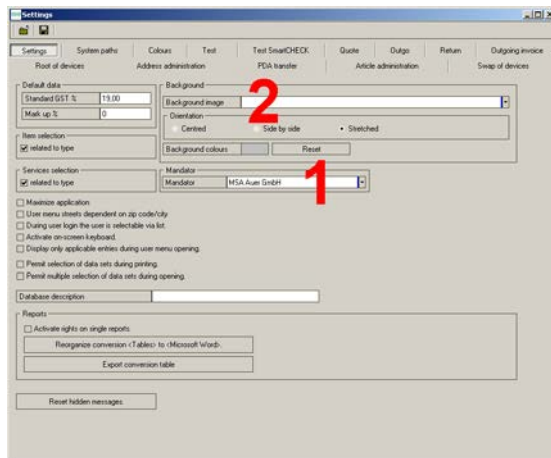 Settings
Settings System paths Colours Test Test SmartCHECK Quote Outgo Return Outgoing invoice
Root of devices Address administration PDA transfer Article administration Swap of devices
Default data
Standard GST % 19,00
Mark up % 0
Background
Background image
2
Orientation
Centred Side by side Stretched
Background colours Reset
Item selection
related to type
Services selection
related to type
Mandator
Mandator MSA Auer GmbH
1
Maximize application
User menu streets dependent on zip code/city
During user login the user is selectable via list.
Activate on-screen-keyboard.
Display only applicable entries during user menu opening.
Permit selection of data sets during printing.
Permit multiple selection of data sets during opening.
Database description
Reports
Activate rights on single reports
Reorganize conversion <Tables> to <Microsoft Word>.
Export conversion table
Reset hidden messages